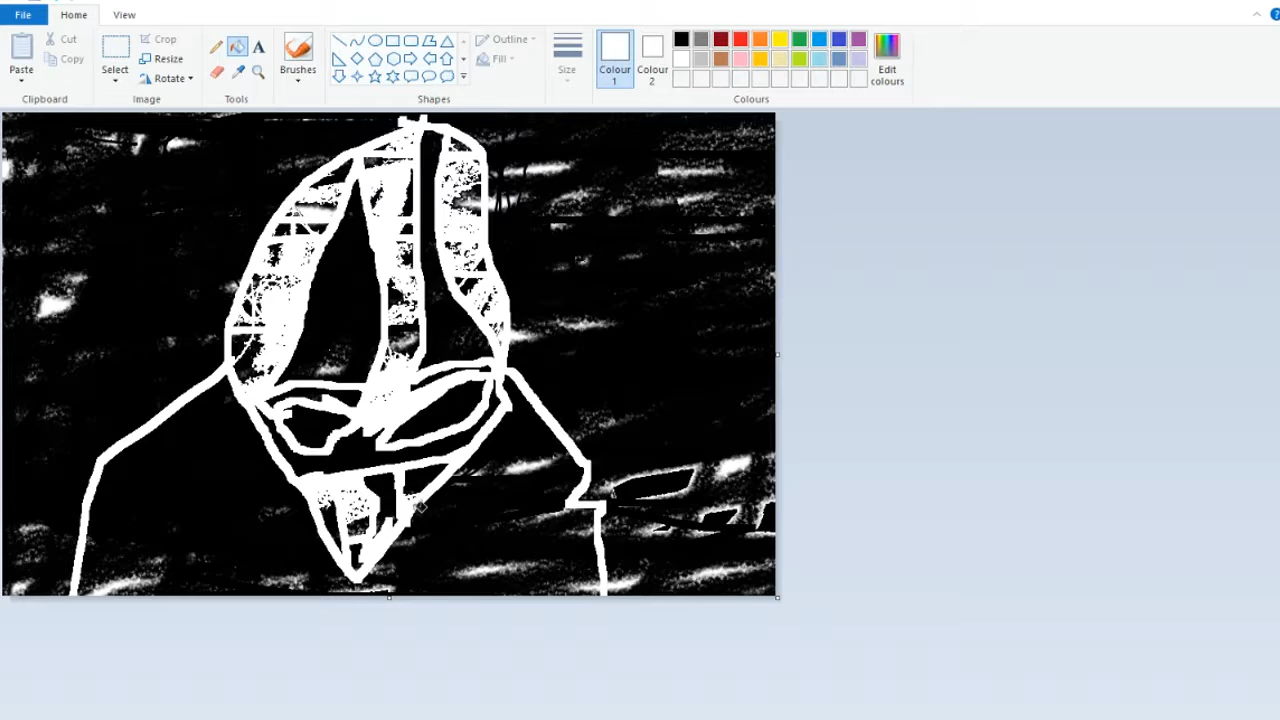 File Home View
Cut
Copy
Paste
Clipboard
Select
Crop
Resize
Rotate
Image
A
Tools
Brushes
Outline
Fill
Shapes
Size
Colour 1
Colour 2
Edit colours
Colours